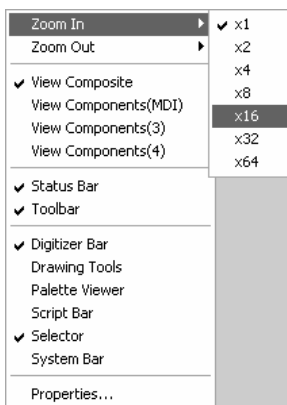 Zoom In
Zoom Out
View Composite
View Components(MDI)
View Components(3)
View Components(4)
Status Bar
Toolbar
Digitizer Bar
Drawing Tools
Palette Viewer
Script Bar
Selector
System Bar
Properties...
x1
x2
x4
x8
x16
x32
x64